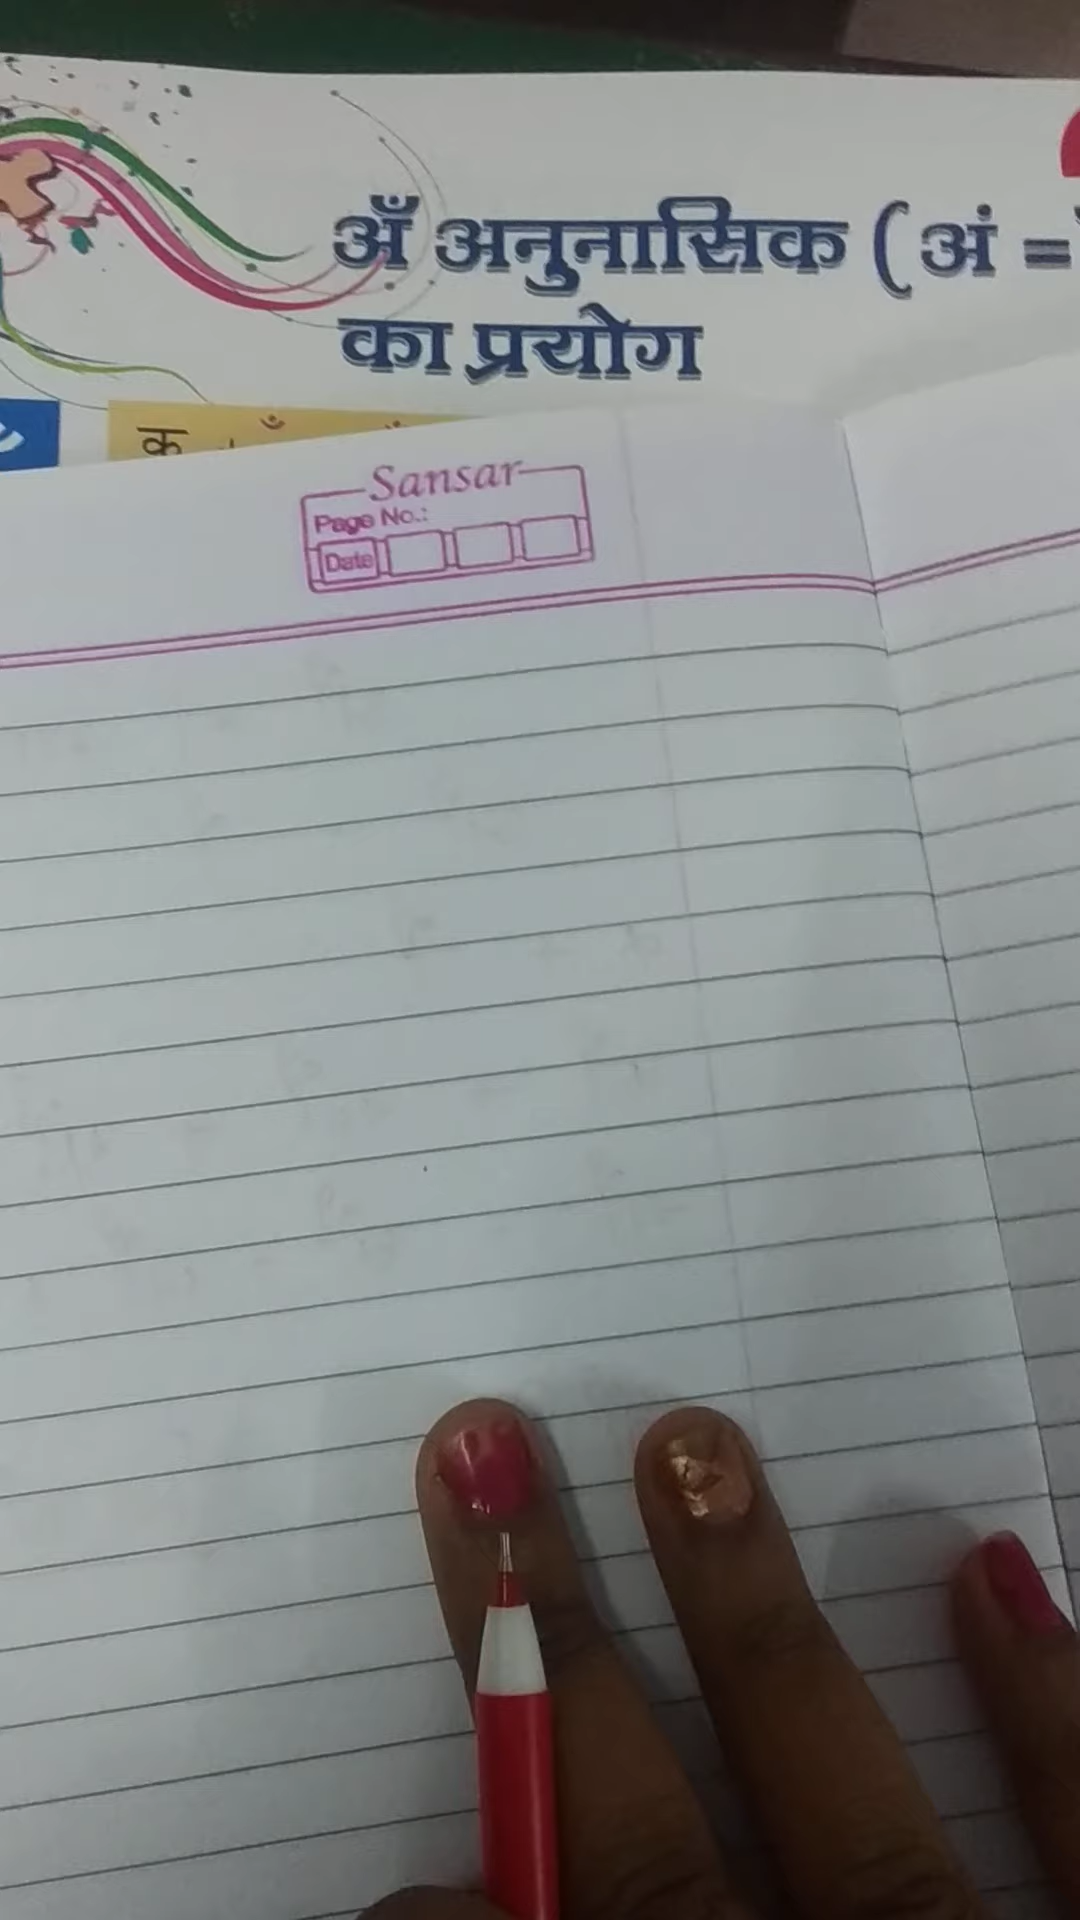 अँ अनुनासिक ( अं =
का प्रयोग
क
Sansar
Page No.:
Date